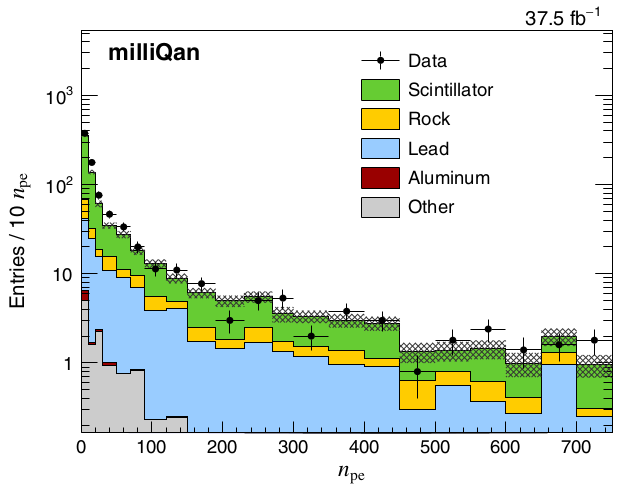 37.5 fb⁻¹
milliQan
Data
Scintillator
Rock
Lead
Aluminum
Other
Entries / 10 nₚₑ
10³
10²
10
1
0 100 200 300 400 500 600 700
nₚₑ